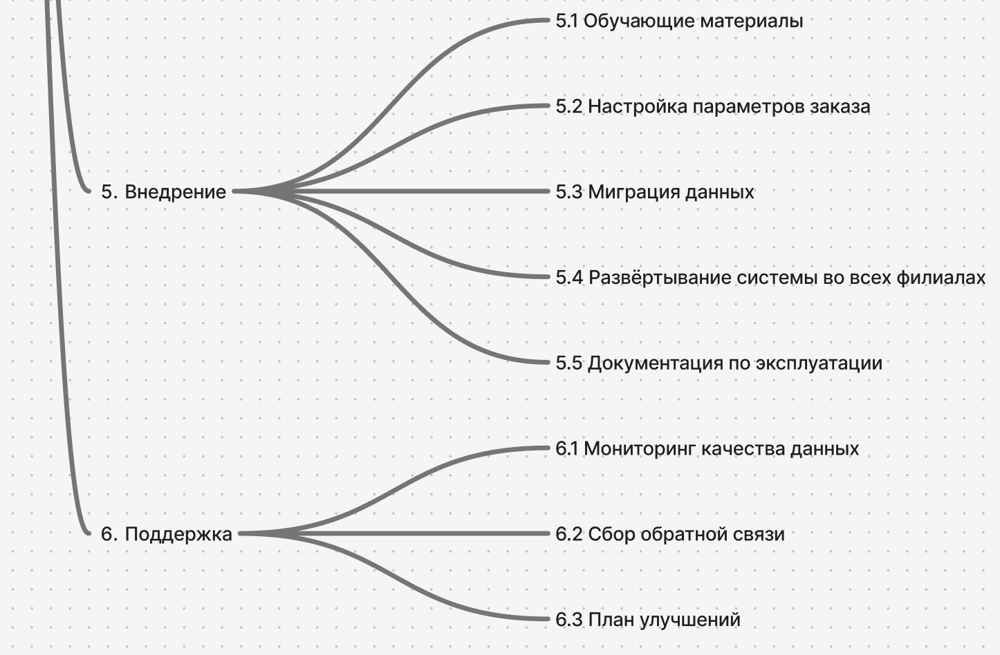 5.1 Обучающие материалы
5.2 Настройка параметров заказа
5. Внедрение
5.3 Миграция данных
5.4 Развёртывание системы во всех филиалах
5.5 Документация по эксплуатации
6.1 Мониторинг качества данных
6. Поддержка
6.2 Сбор обратной связи
6.3 План улучшений